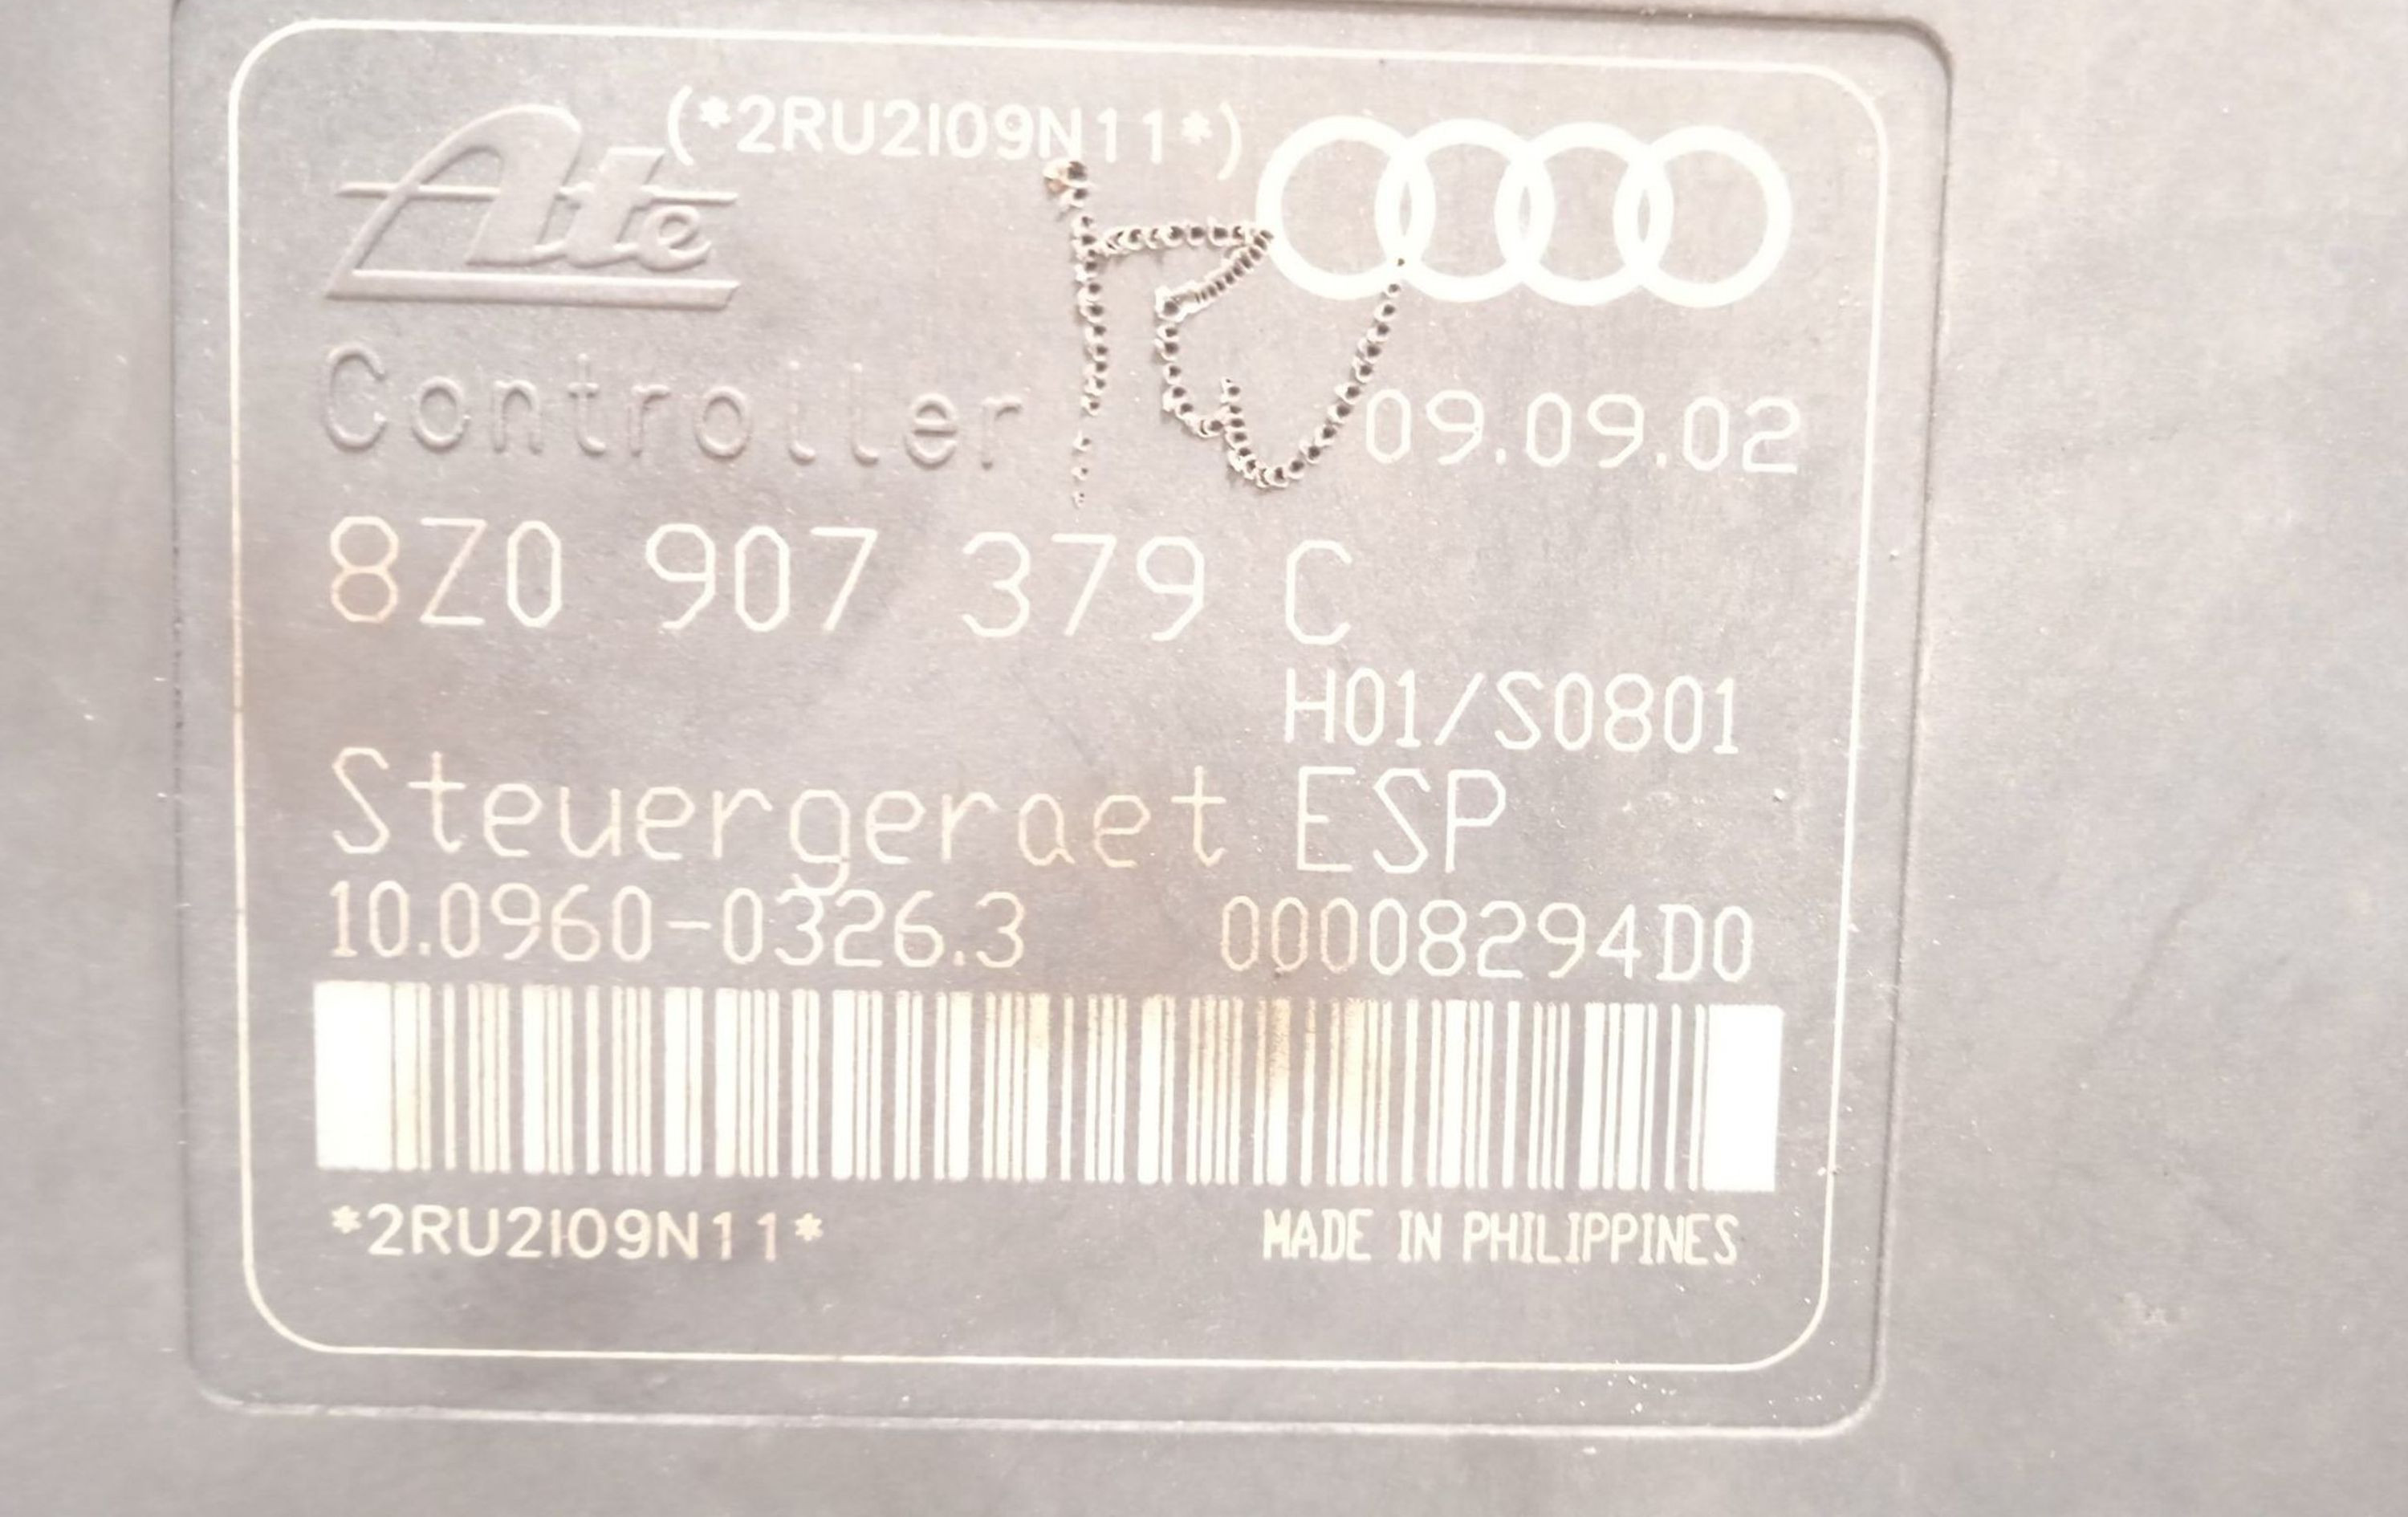 (*2RU2I09N11*)
Ate
Controller
09.09.02
8Z0 907 379 C
H01/S0801
Steuergeraet ESP
10.0960-0326.3 00008294D0
*2RU2I09N11*
MADE IN PHILIPPINES